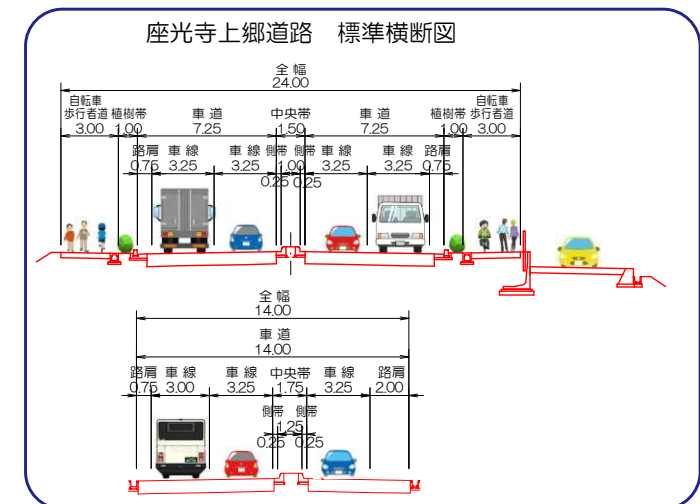 座光寺上郷道路　標準横断図
全幅
24.00
自転車
歩行者道 植樹帯 車道 中央帯 車道 植樹帯 自転車
歩行者道
3.00 1.00 7.25 1.50 7.25 1.00 3.00
路肩 車線 車線 側帯 側帯 車線 車線 路肩
0.75 3.25 3.25 1.00 3.25 3.25 0.75
0.25 0.25
全幅
14.00
車道
14.00
路肩 車線 車線 中央帯 車線 路肩
0.75 3.00 3.25 1.75 3.25 2.00
側帯 側帯
1.25
0.25 0.25